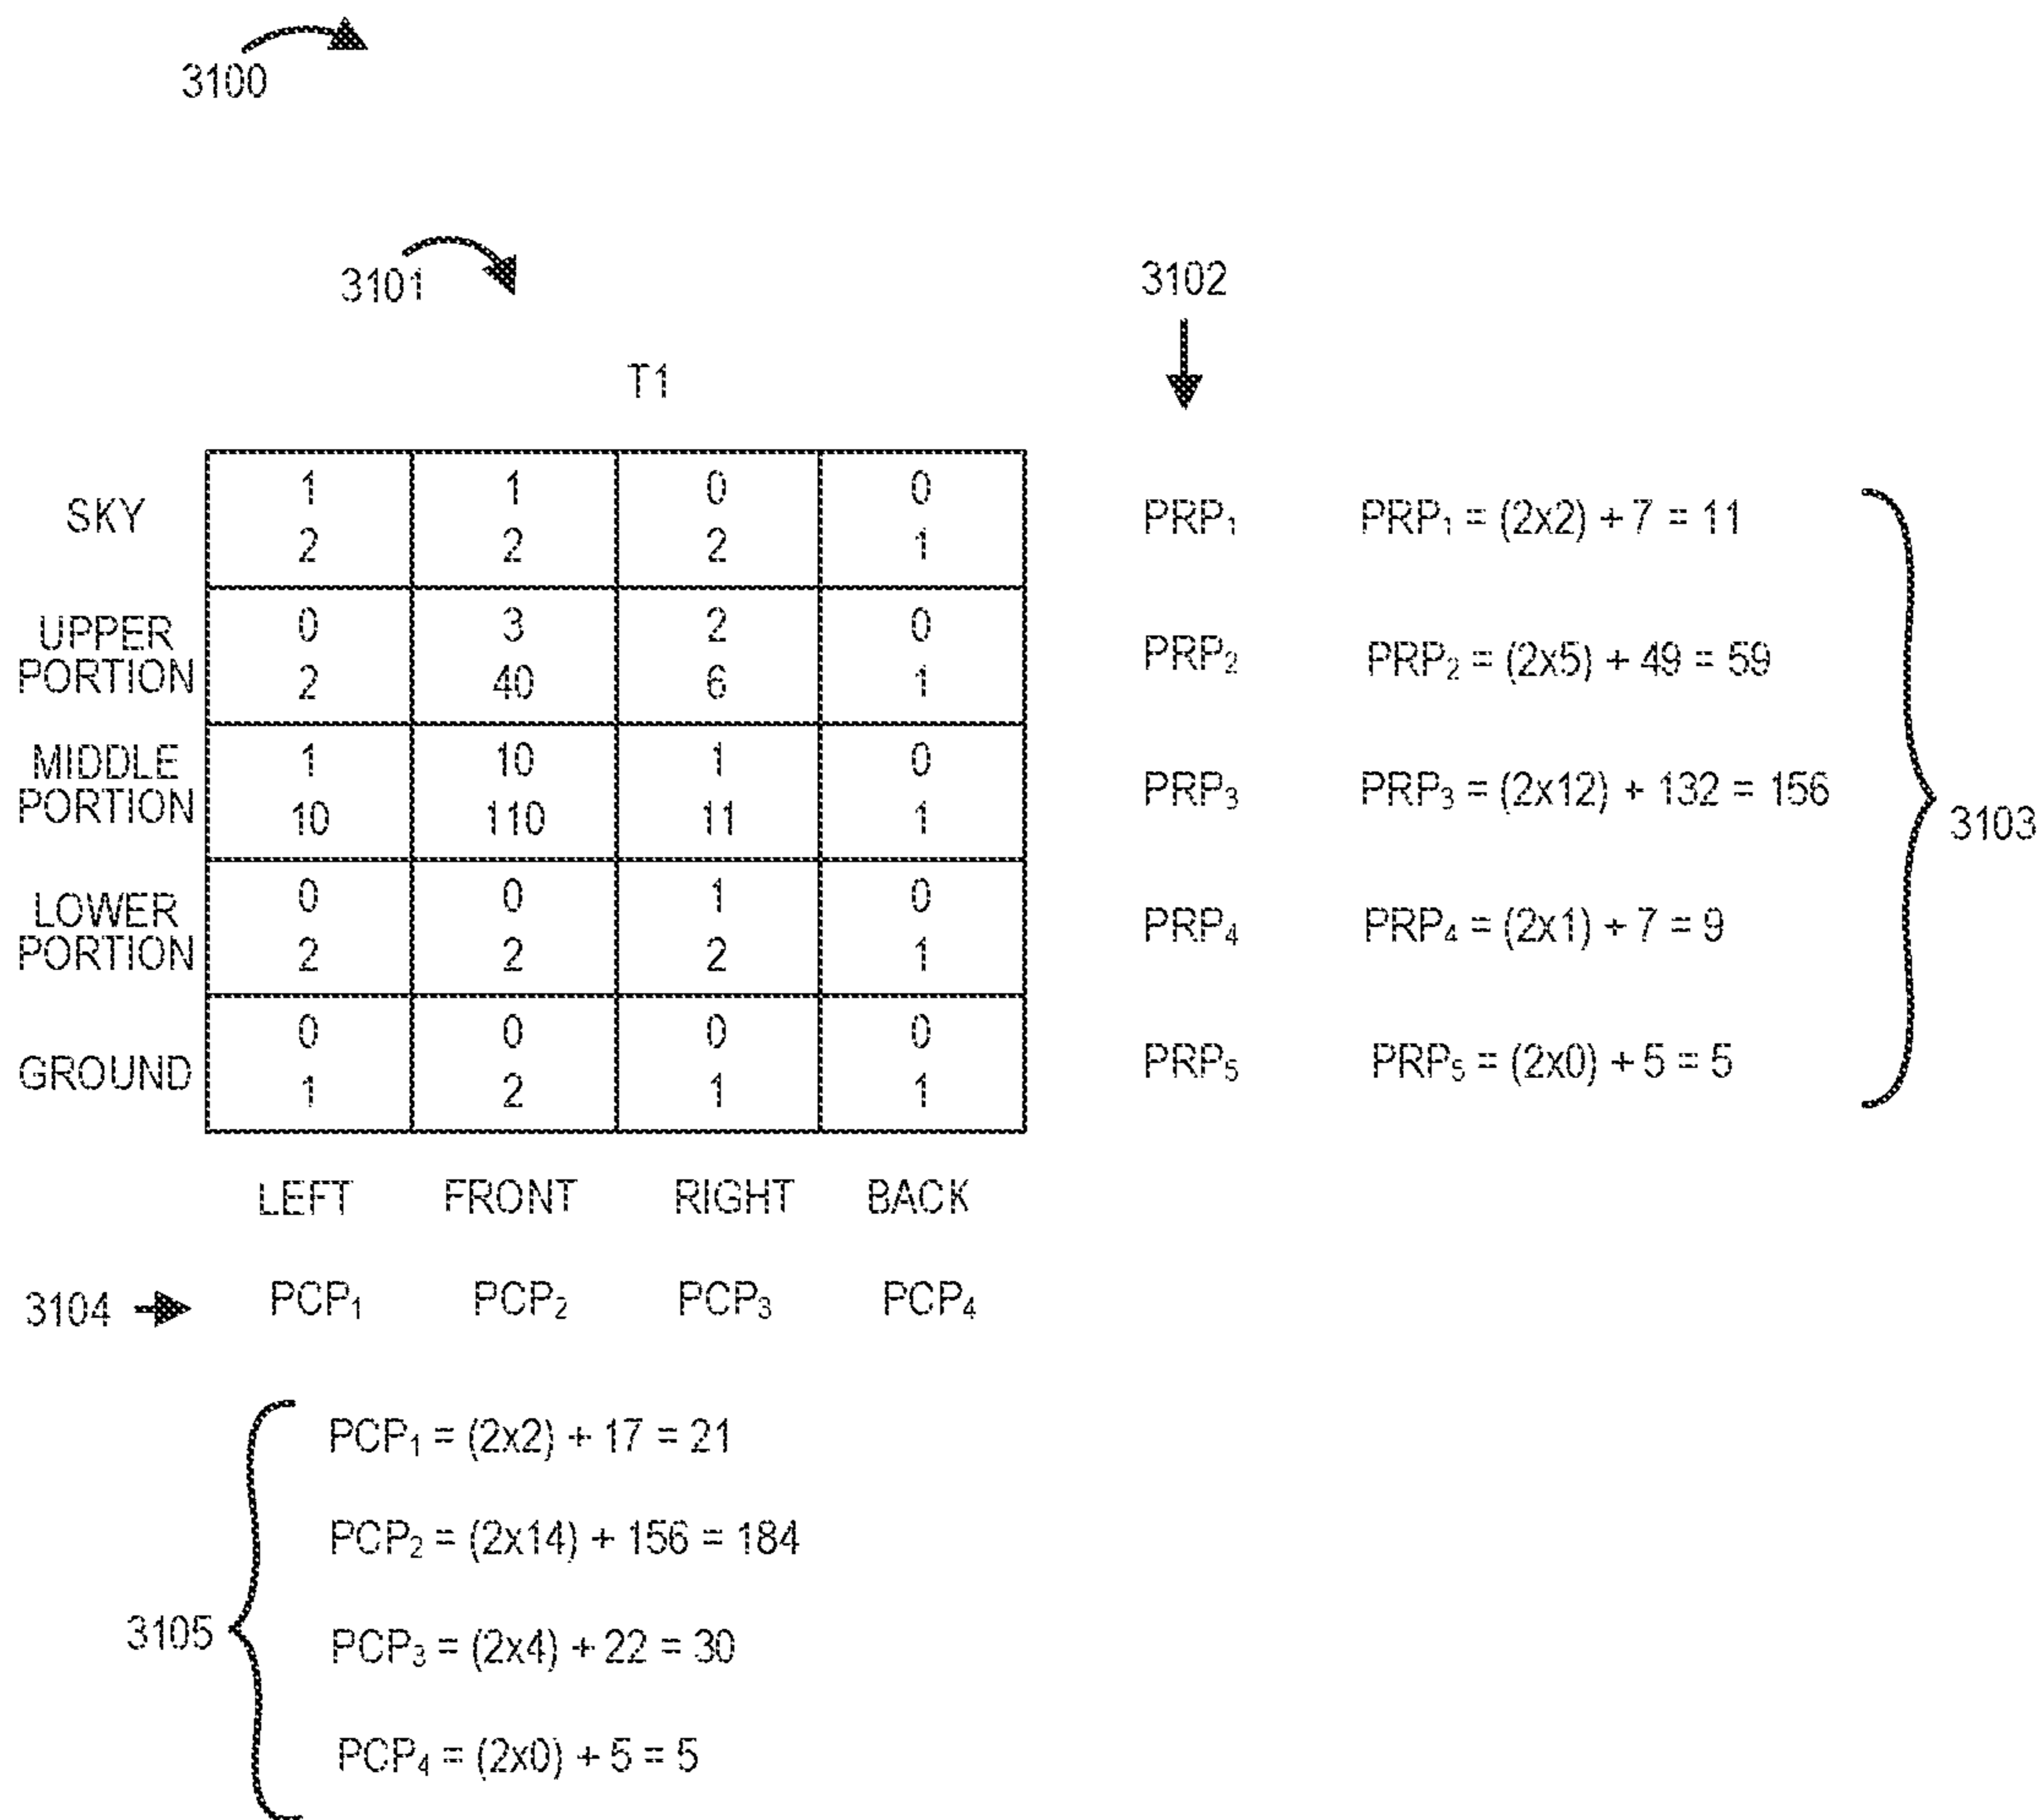 3100
3101
3102
T1
SKY
1 1 0 0
2 2 2 1
PRP₁ PRP₁ = (2x2) + 7 = 11
UPPER
PORTION
0 3 2 0
2 40 6 1
PRP₂ PRP₂ = (2x5) + 49 = 59
MIDDLE
PORTION
1 10 1 0
10 110 11 1
PRP₃ PRP₃ = (2x12) + 132 = 156
3103
LOWER
PORTION
0 0 1 0
2 2 2 1
PRP₄ PRP₄ = (2x1) + 7 = 9
GROUND
0 0 0 0
1 2 1 1
PRP₅ PRP₅ = (2x0) + 5 = 5
LEFT FRONT RIGHT BACK
3104 PCP₁ PCP₂ PCP₃ PCP₄
PCP₁ = (2x2) + 17 = 21
PCP₂ = (2x14) + 156 = 184
3105
PCP₃ = (2x4) + 22 = 30
PCP₄ = (2x0) + 5 = 5